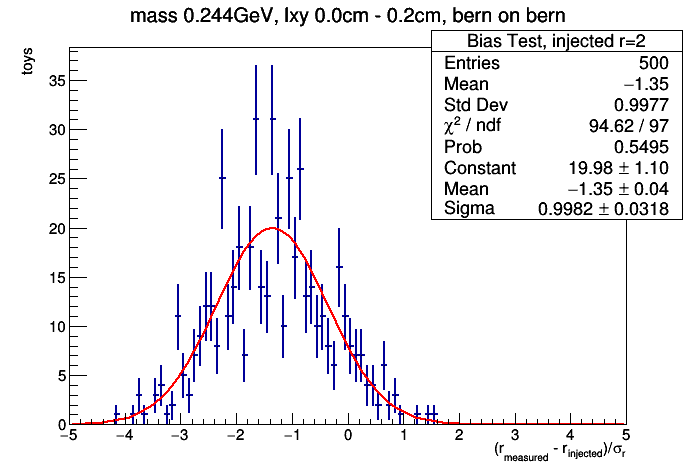 mass 0.244GeV, lxy 0.0cm - 0.2cm, bern on bern
toys
Bias Test, injected r=2
Entries 500
Mean −1.35
Std Dev 0.9977
χ² / ndf 94.62 / 97
Prob 0.5495
Constant 19.98 ± 1.10
Mean −1.35 ± 0.04
Sigma 0.9982 ± 0.0318
35
30
25
20
15
10
5
0
−5 −4 −3 −2 −1 0 1 2 3 4 5
(r_measured - r_injected)/σ_r